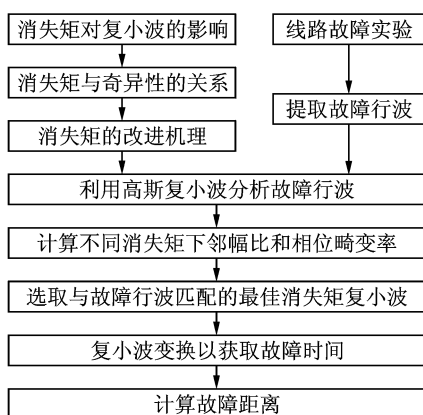 消失矩对复小波的影响
线路故障实验
消失矩与奇异性的关系
提取故障行波
消失矩的改进机理
利用高斯复小波分析故障行波
计算不同消失矩下邻幅比和相位畸变率
选取与故障行波匹配的最佳消失矩复小波
复小波变换以获取故障时间
计算故障距离